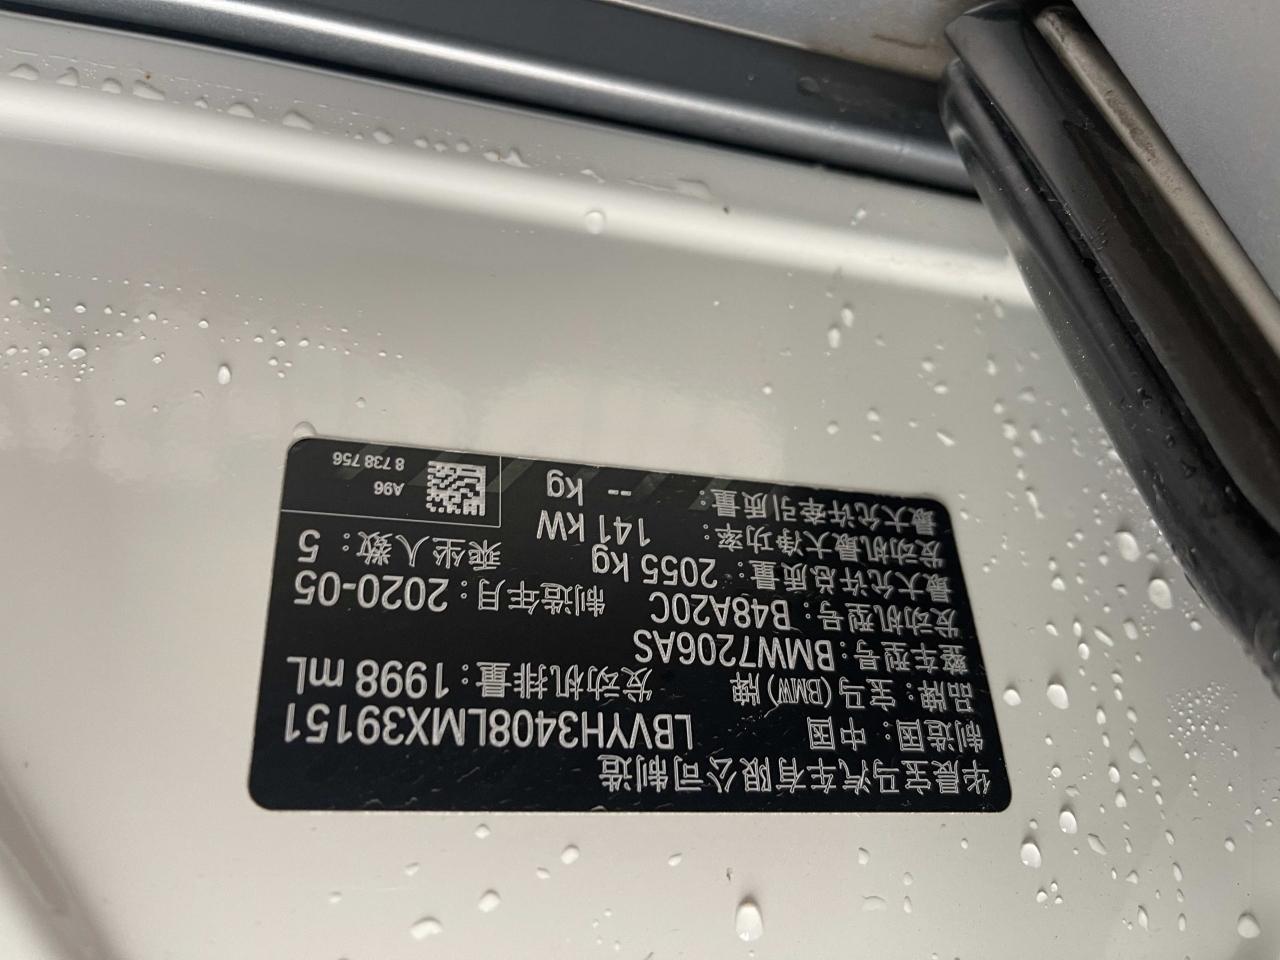 华晨宝马汽车有限公司制造
制造国：中国 LBVYH3408LMX39151
品牌：宝马(BMW)牌 发动机排量：1998 mL
整车型号：BMW7206AS
发动机型号：B48A20C 制造年月：2020-05
最大允许总质量：2055 kg 乘坐人数：5
发动机最大净功率：141 kW
最大允许牵引质量：-- kg
A96
8 738 756